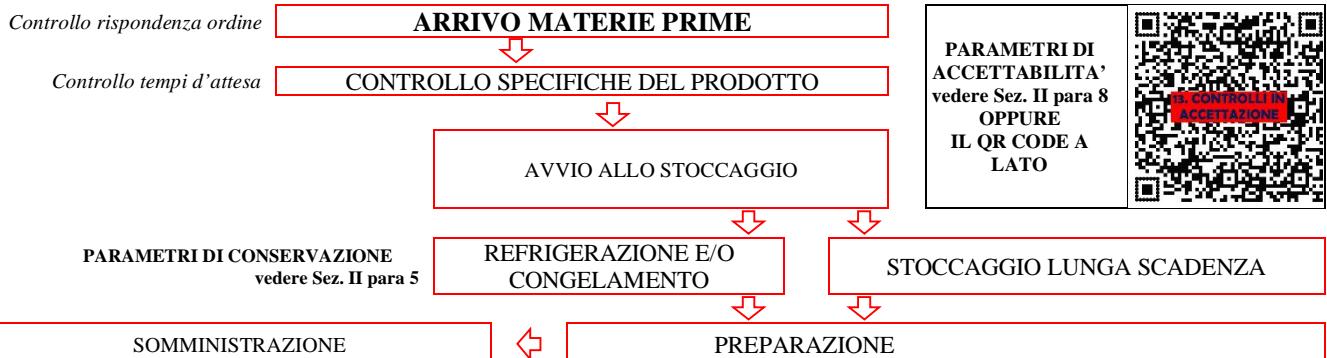 Controllo rispondenza ordine
ARRIVO MATERIE PRIME
Controllo tempi d'attesa
CONTROLLO SPECIFICHE DEL PRODOTTO
PARAMETRI DI
ACCETTABILITA'
vedere Sez. II para 8
OPPURE
IL QR CODE A
LATO
13. CONTROLLI IN
ACCETTAZIONE
AVVIO ALLO STOCCAGGIO
PARAMETRI DI CONSERVAZIONE
vedere Sez. II para 5
REFRIGERAZIONE E/O
CONGELAMENTO
STOCCAGGIO LUNGA SCADENZA
SOMMINISTRAZIONE
PREPARAZIONE